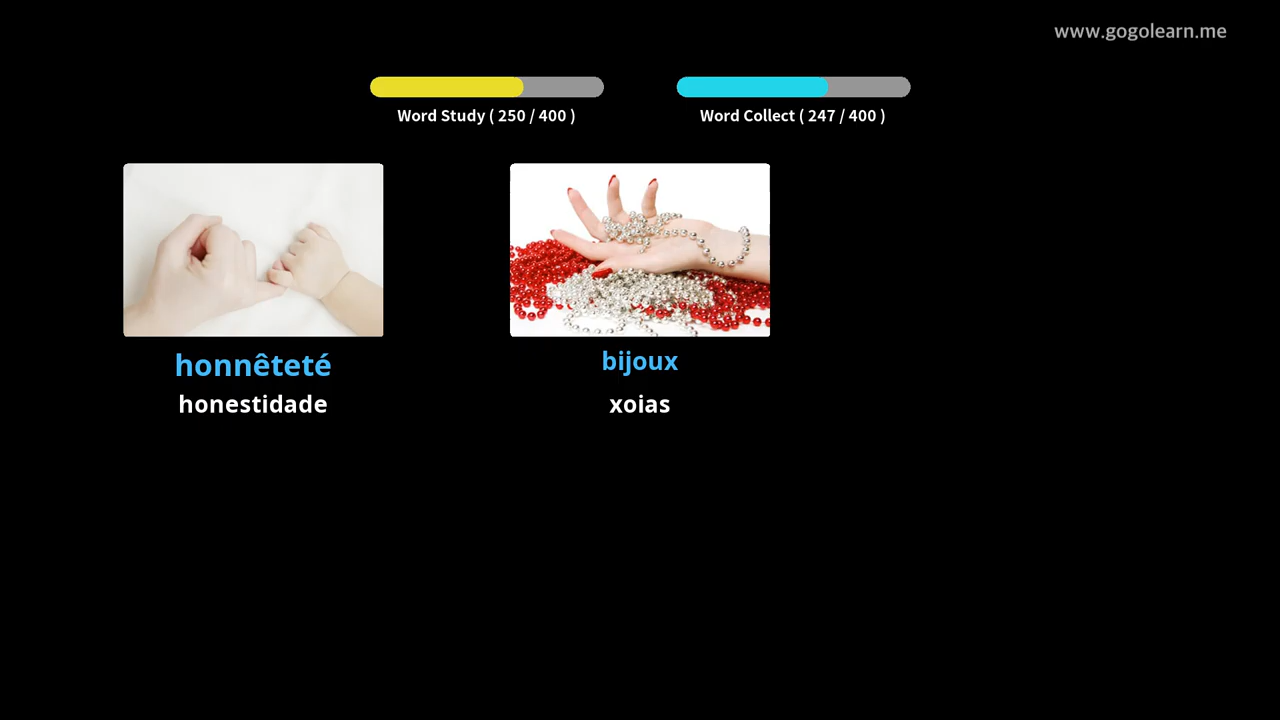 www.gogolearn.me
Word Study ( 250 / 400 )
Word Collect ( 247 / 400 )
honnêteté
honestidade
bijoux
xoias